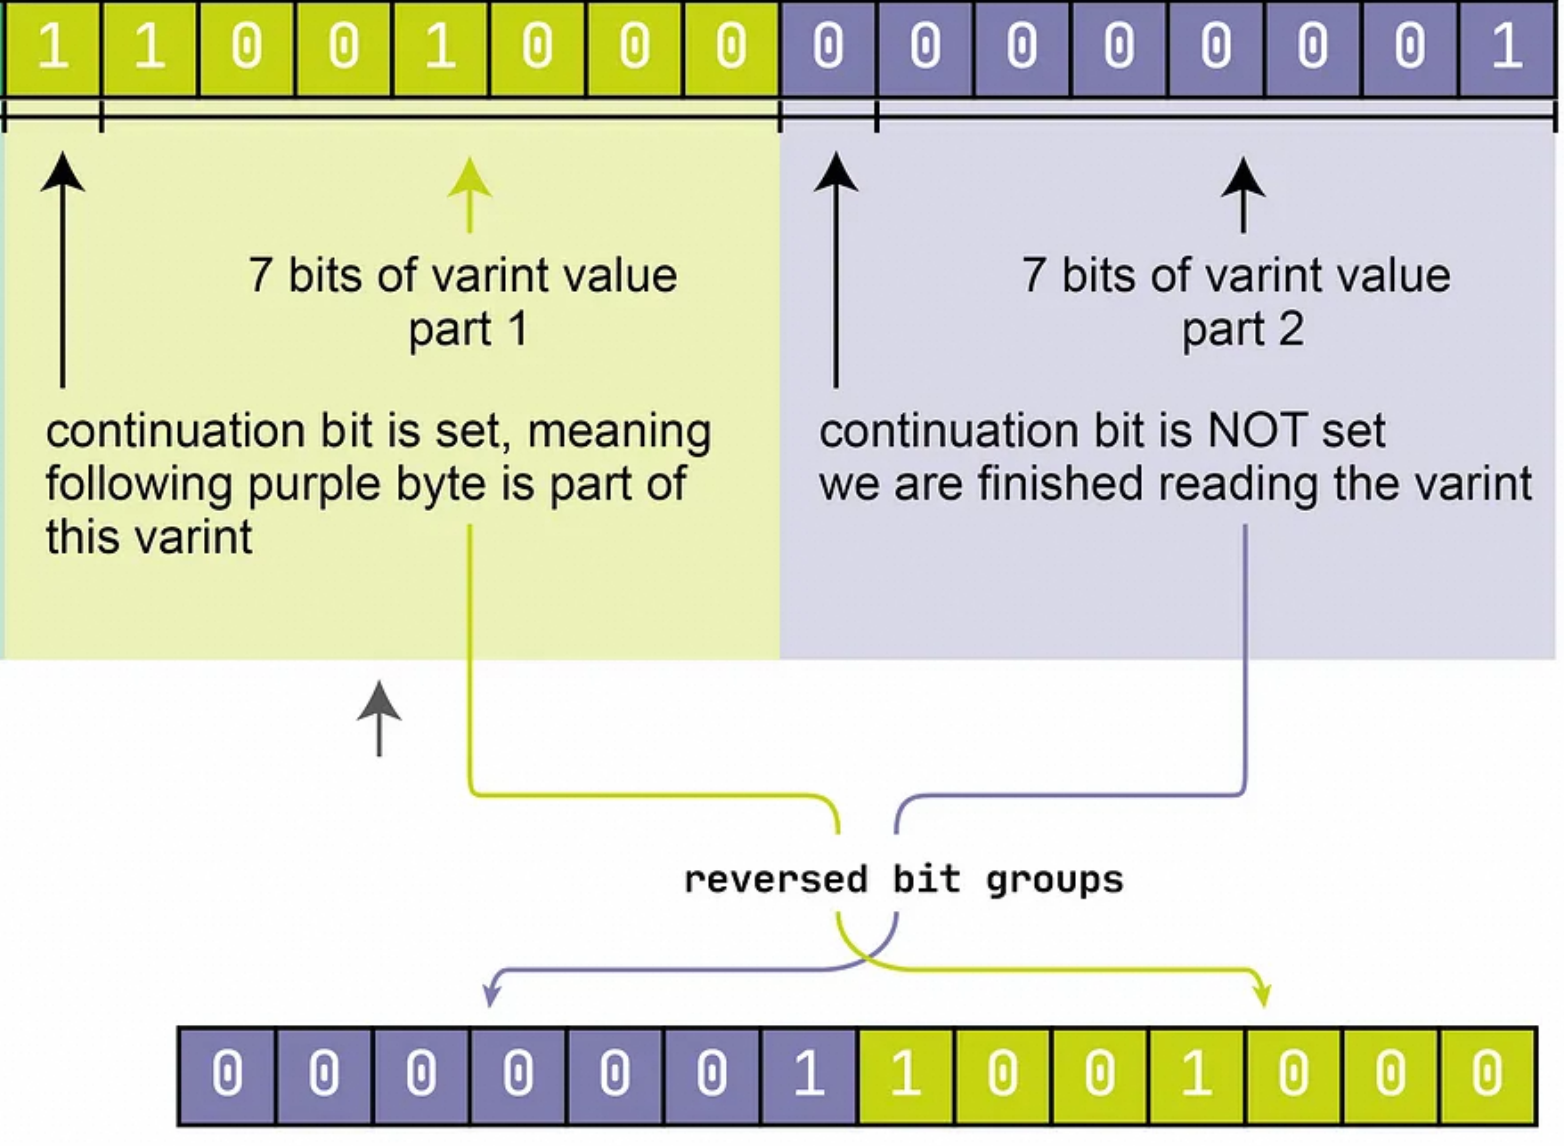 1 1 0 0 1 0 0 0 0 0 0 0 0 0 0 1
7 bits of varint value
part 1
continuation bit is set, meaning
following purple byte is part of
this varint
7 bits of varint value
part 2
continuation bit is NOT set
we are finished reading the varint
reversed bit groups
0 0 0 0 0 0 1 1 0 0 1 0 0 0